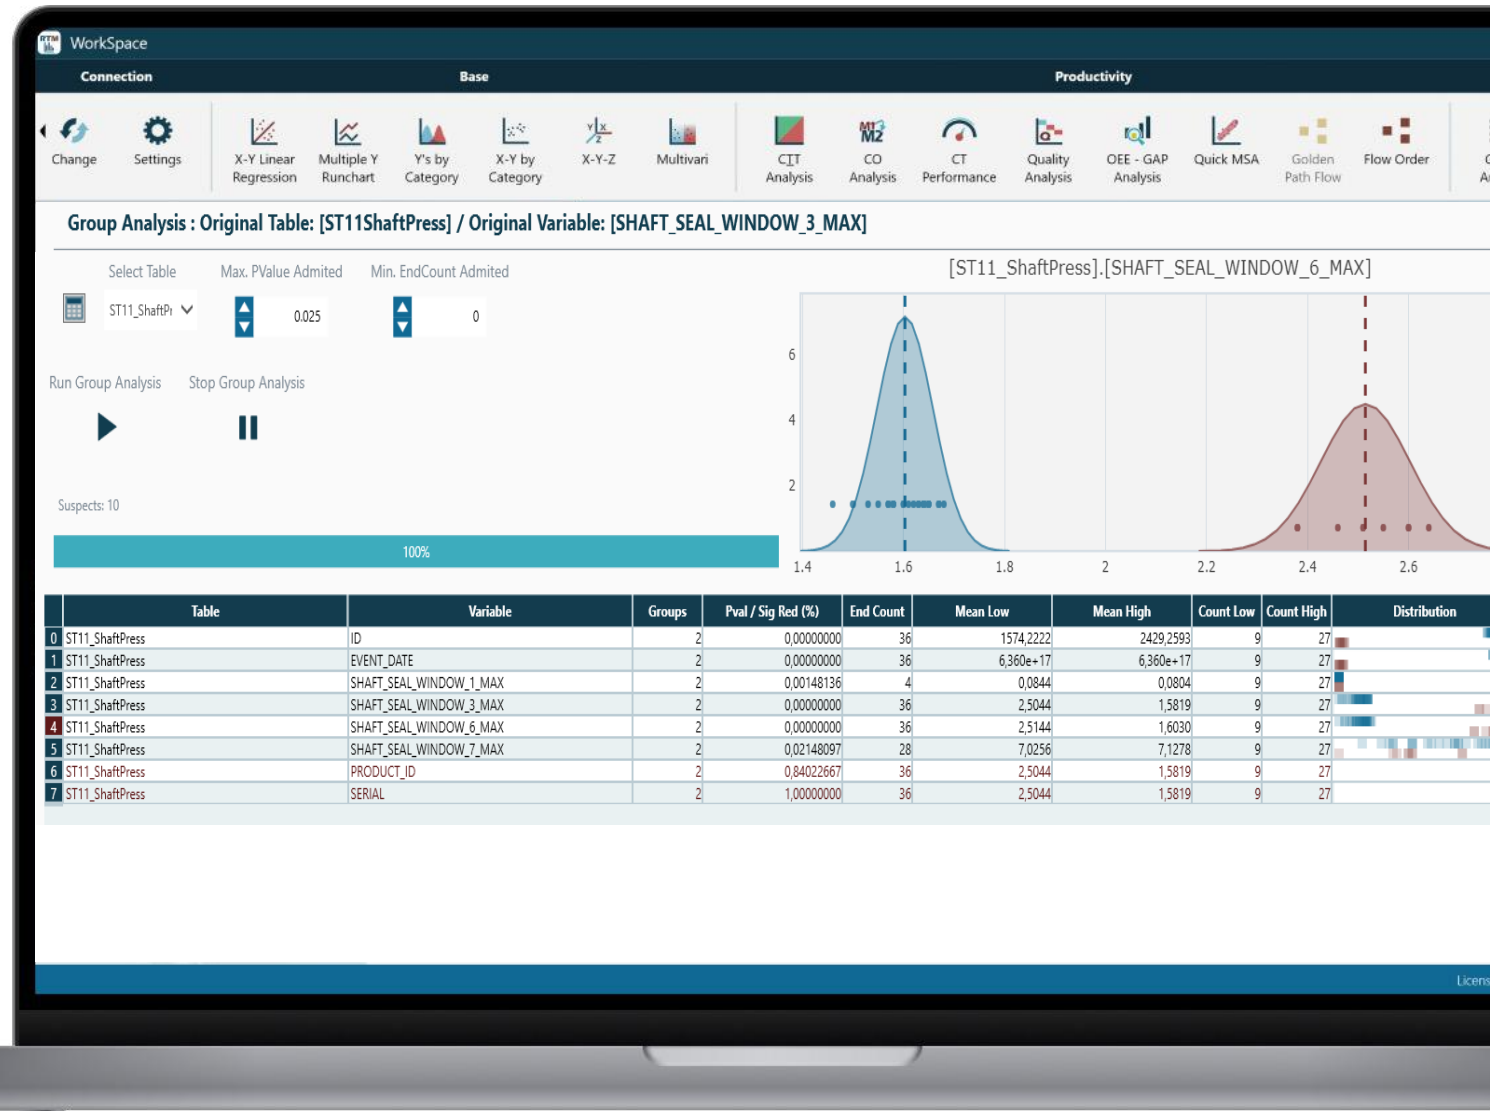 RTM WorkSpace
Connection Base Productivity
Change Settings X-Y Linear Regression Multiple Y Runchart Y's by Category X-Y by Category X-Y-Z Multivari CTT Analysis CO Analysis CT Performance Quality Analysis OEE - GAP Analysis Quick MSA Golden Path Flow Flow Order
Group Analysis : Original Table: [ST11ShaftPress] / Original Variable: [SHAFT_SEAL_WINDOW_3_MAX]
Select Table Max. PValue Admited Min. EndCount Admited
ST11_ShaftPr 0.025 0
Run Group Analysis Stop Group Analysis
Suspects: 10
100%
[ST11_ShaftPress].[SHAFT_SEAL_WINDOW_6_MAX]
6
4
2
1.4 1.6 1.8 2 2.2 2.4 2.6
Table Variable Groups Pval / Sig Red (%) End Count Mean Low Mean High Count Low Count High Distribution
0 ST11_ShaftPress ID 2 0,00000000 36 1574,2222 2429,2593 9 27
1 ST11_ShaftPress EVENT_DATE 2 0,00000000 36 6,360e+17 6,360e+17 9 27
2 ST11_ShaftPress SHAFT_SEAL_WINDOW_1_MAX 2 0,00148136 4 0,0844 0,0804 9 27
3 ST11_ShaftPress SHAFT_SEAL_WINDOW_3_MAX 2 0,00000000 36 2,5044 1,5819 9 27
4 ST11_ShaftPress SHAFT_SEAL_WINDOW_6_MAX 2 0,00000000 36 2,5144 1,6030 9 27
5 ST11_ShaftPress SHAFT_SEAL_WINDOW_7_MAX 2 0,02148097 28 7,0256 7,1278 9 27
6 ST11_ShaftPress PRODUCT_ID 2 0,84022667 36 2,5044 1,5819 9 27
7 ST11_ShaftPress SERIAL 2 1,00000000 36 2,5044 1,5819 9 27
Licens